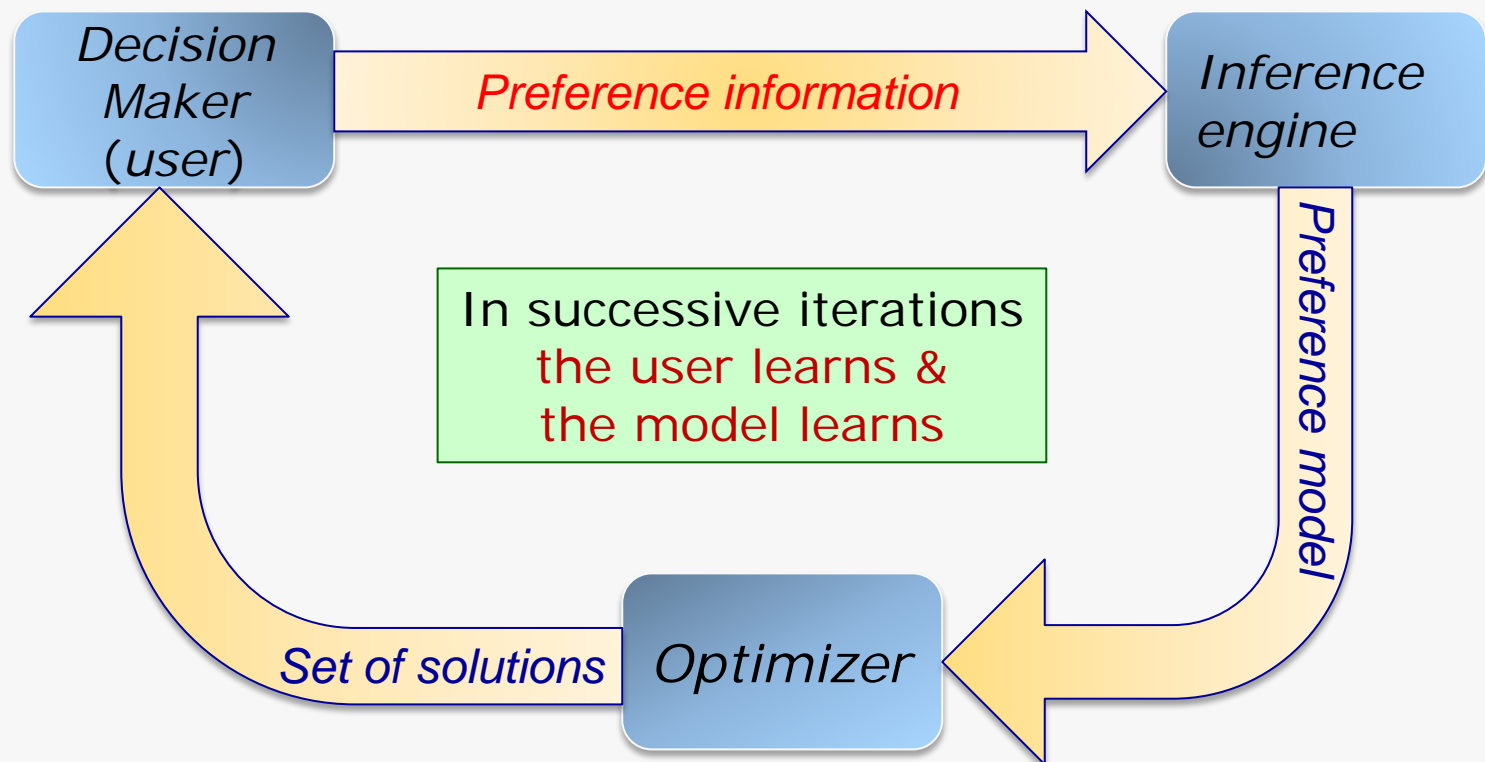 Decision
Maker
(user)
Preference information
Inference
engine
Preference model
In successive iterations
the user learns &
the model learns
Set of solutions
Optimizer